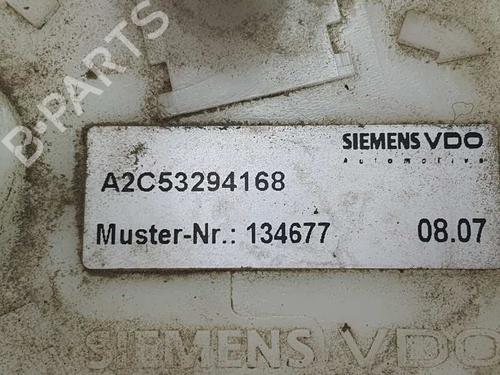 B-PARTS
SIEMENS VDO
Automotive
A2C53294168
Muster-Nr.: 134677 08.07
SIEMENS VDO